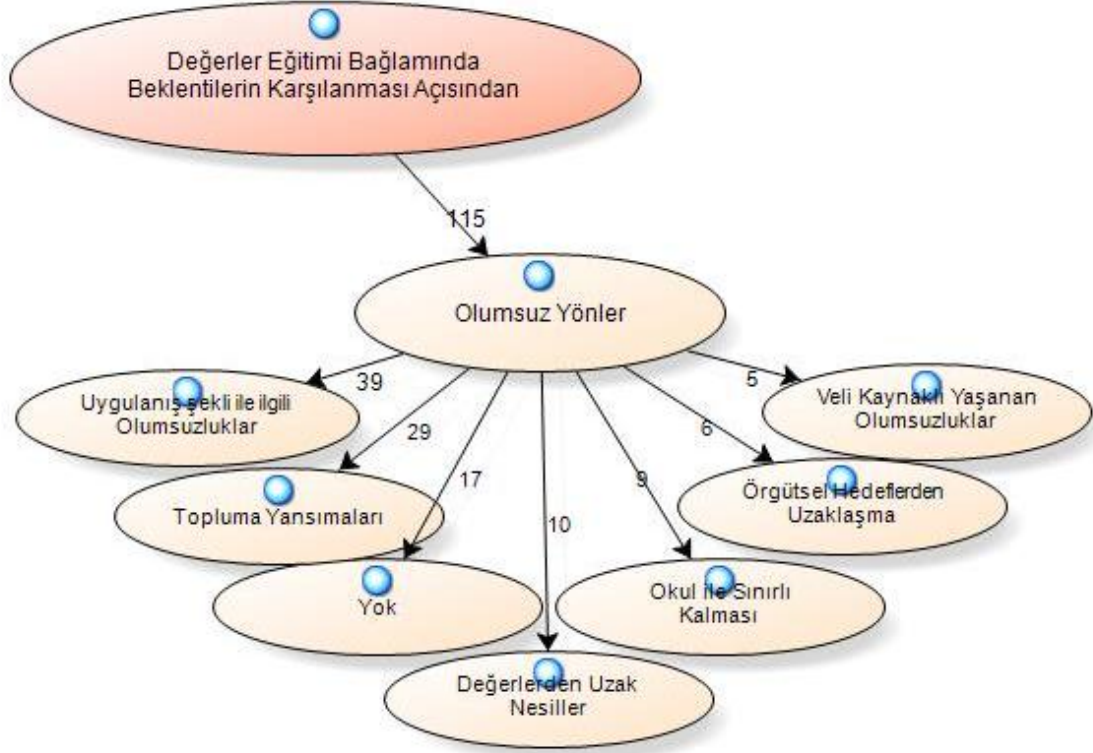 Değerler Eğitimi Bağlamında
Beklentilerin Karşılanması Açısından
115
Olumsuz Yönler
39
29
17
10
9
6
5
Uygulanış şekli ile ilgili
Olumsuzluklar
Topluma Yansımaları
Yok
Değerlerden Uzak
Nesiller
Okul ile Sınırlı
Kalması
Örgütsel Hedeflerden
Uzaklaşma
Veli Kaynaklı Yaşanan
Olumsuzluklar